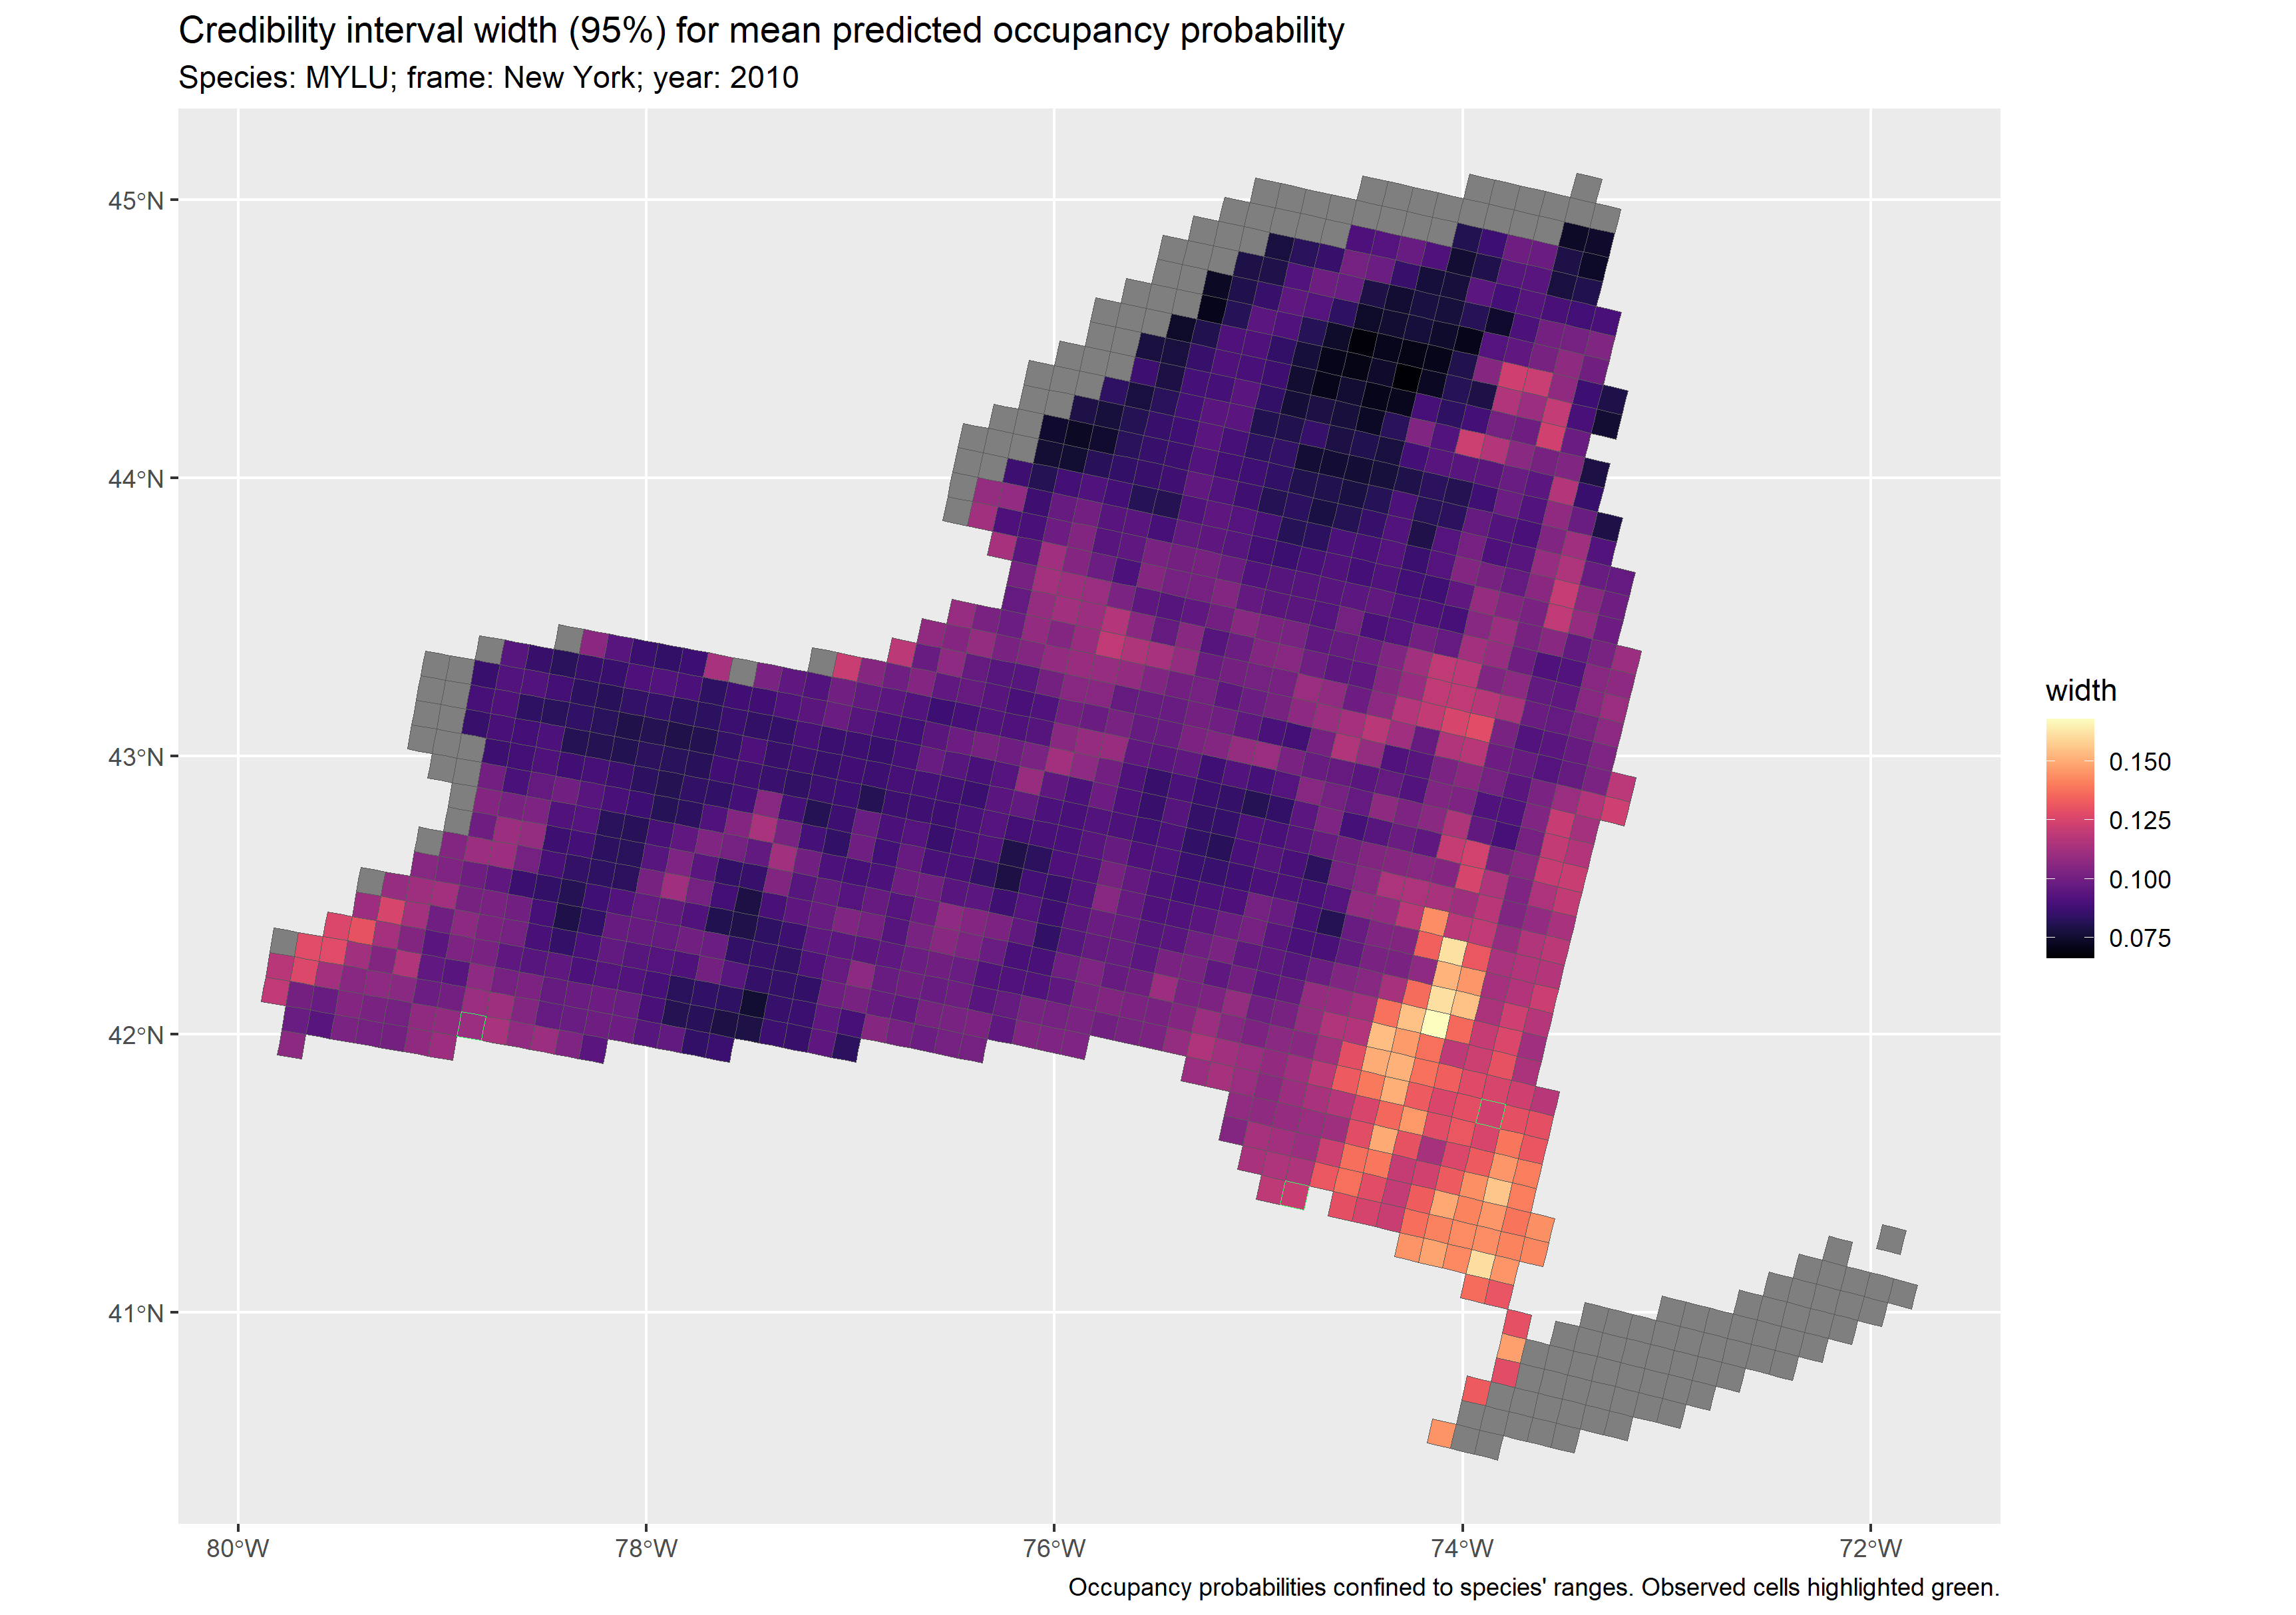 Credibility interval width (95%) for mean predicted occupancy probability
Species: MYLU; frame: New York; year: 2010
45°N
44°N
43°N
42°N
41°N
80°W
78°W
76°W
74°W
72°W
width
0.150
0.125
0.100
0.075
Occupancy probabilities confined to species' ranges. Observed cells highlighted green.